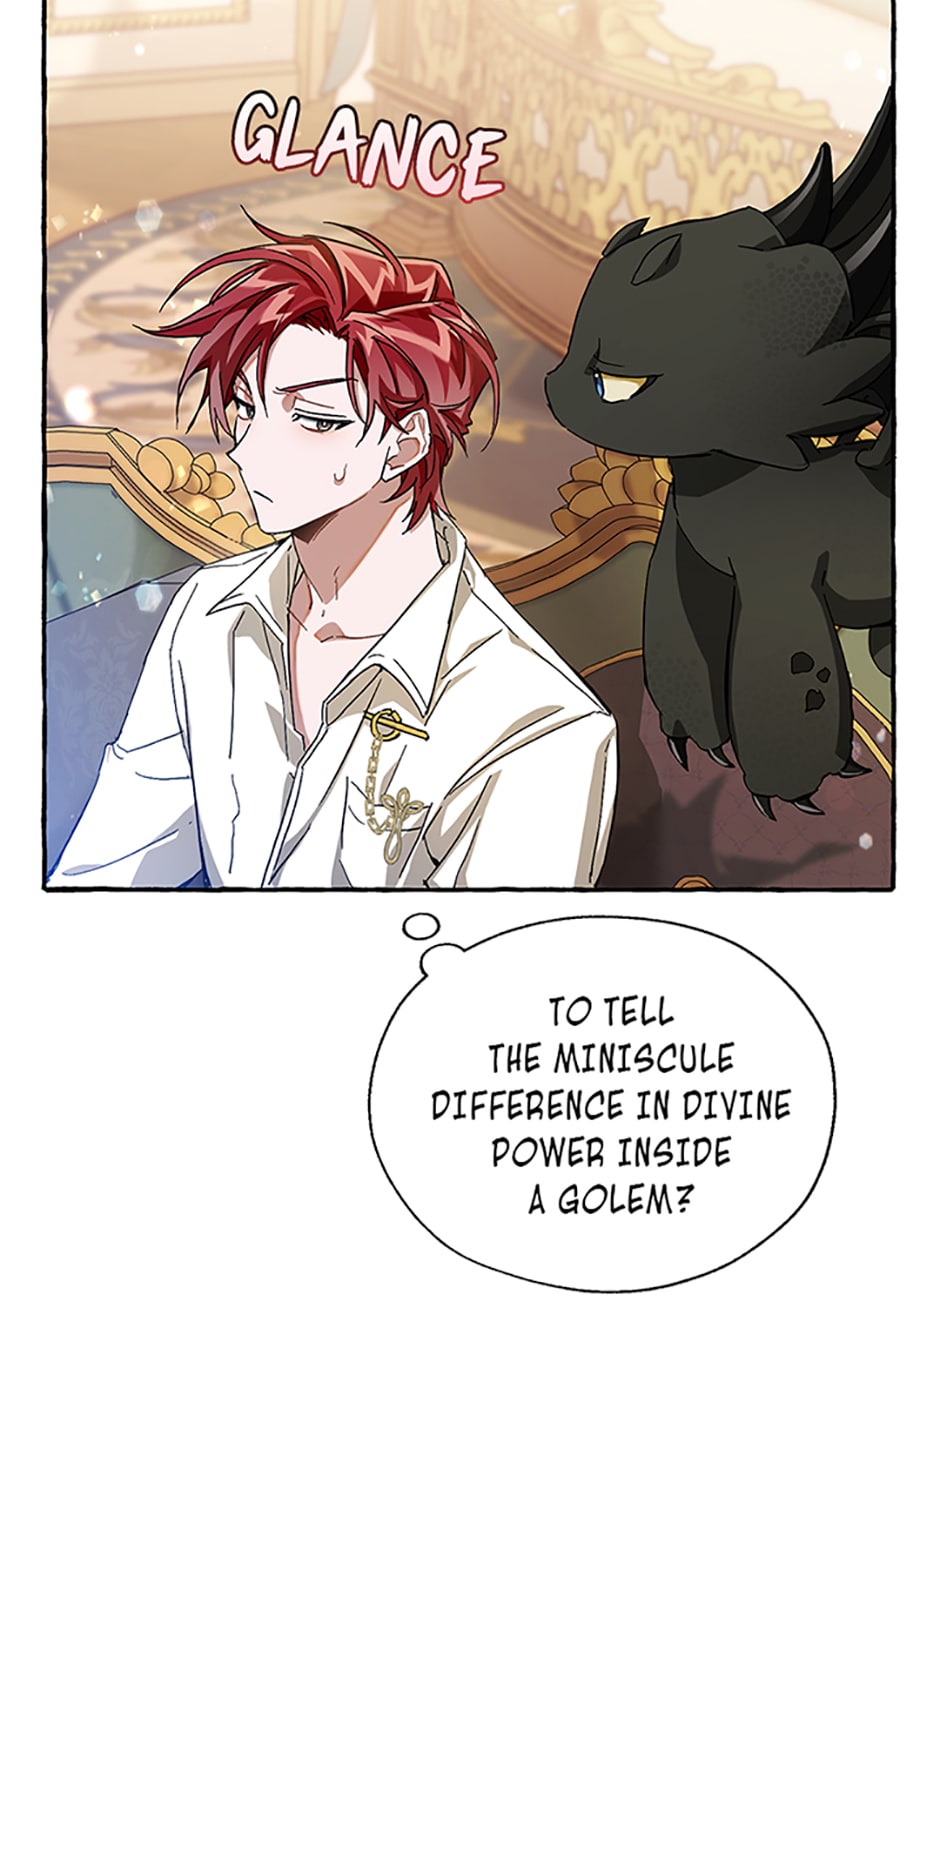 GLANCE
TO TELL
THE MINISCULE
DIFFERENCE IN DIVINE
POWER INSIDE
A GOLEM?